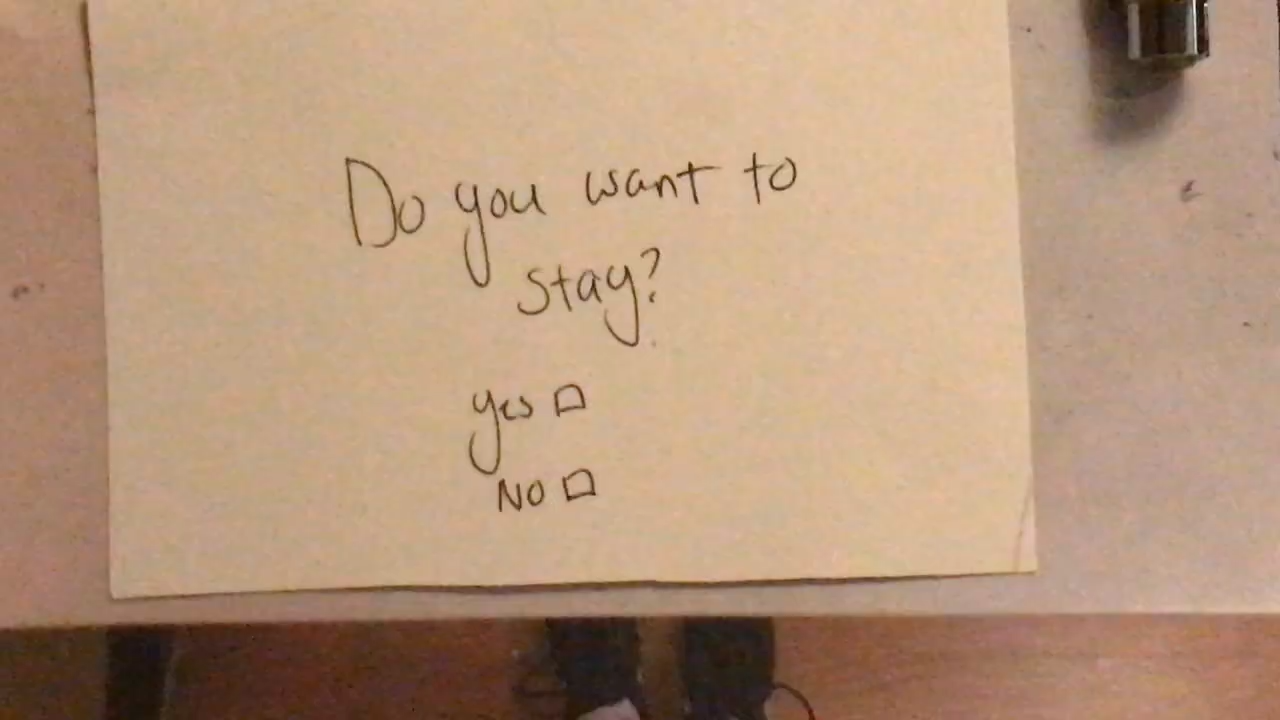 Do you want to
stay?
yes □
NO □